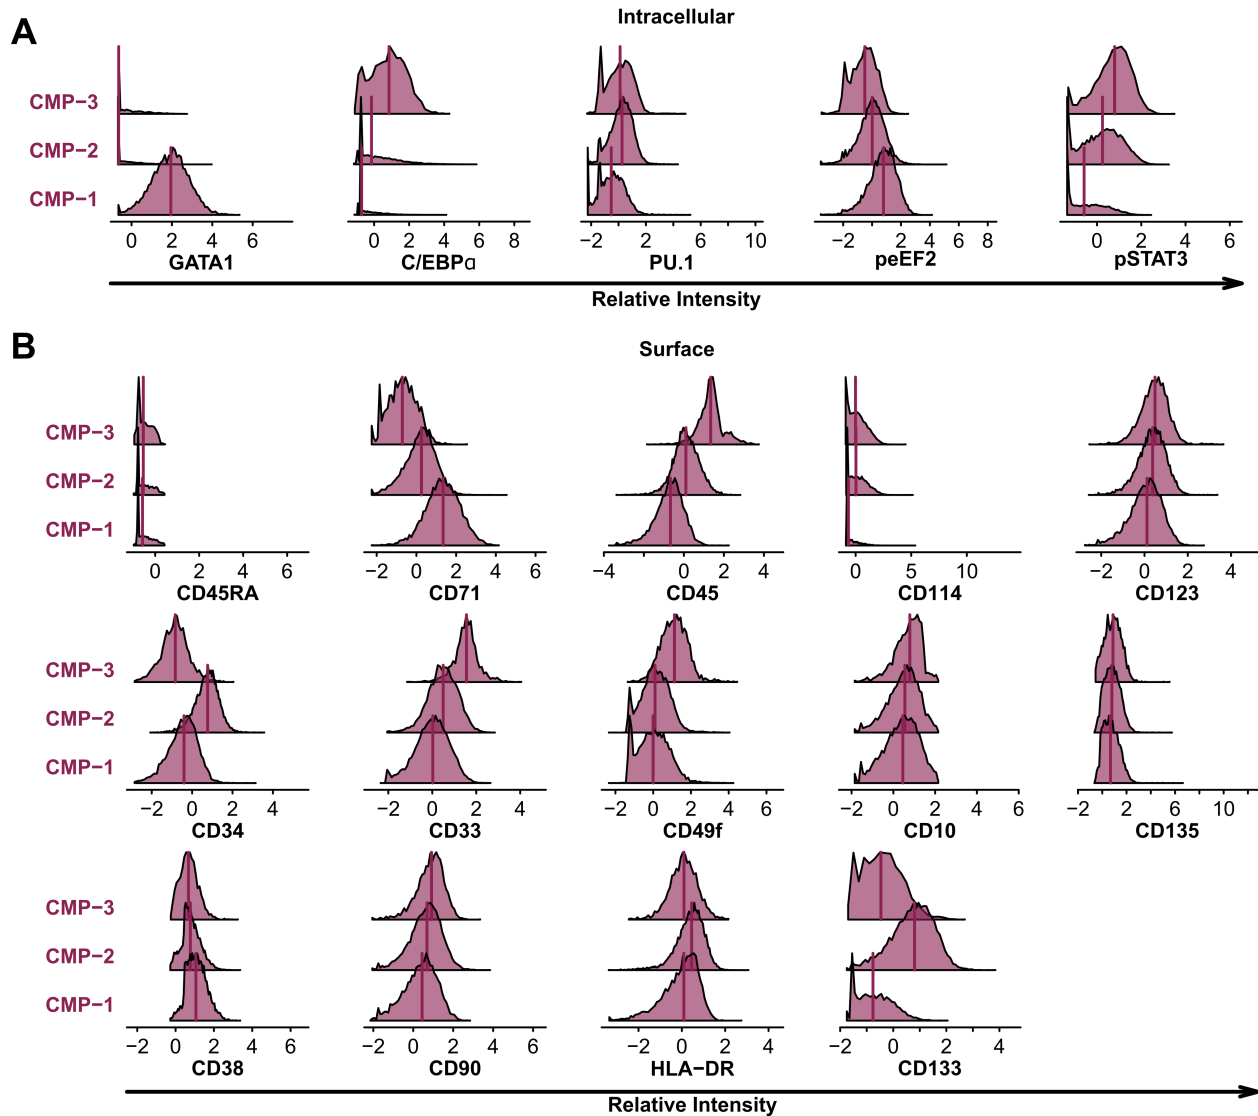 A
Intracellular
CMP−3
CMP−2
CMP−1
0 2 4 6
0 2 4 6 8
−2 0 2 4 6 8 10
−2 0 2 4 6 8
0 2 4 6
GATA1 C/EBPα PU.1 peEF2 pSTAT3
Relative Intensity
B
Surface
CMP−3
CMP−2
CMP−1
0 2 4 6
−2 0 2 4 6
−4 0 2 4
0 5 10
−2 0 2 4
CD45RA CD71 CD45 CD114 CD123
CMP−3
CMP−2
CMP−1
−2 0 2 4
−2 0 2 4
−2 0 2 4 6
−2 0 2 4 6
−2 0 2 6 10
CD34 CD33 CD49f CD10 CD135
CMP−3
CMP−2
CMP−1
−2 0 2 4 6
−2 0 2 4 6
−2 0 2 4
−2 0 2 4
CD38 CD90 HLA−DR CD133
Relative Intensity